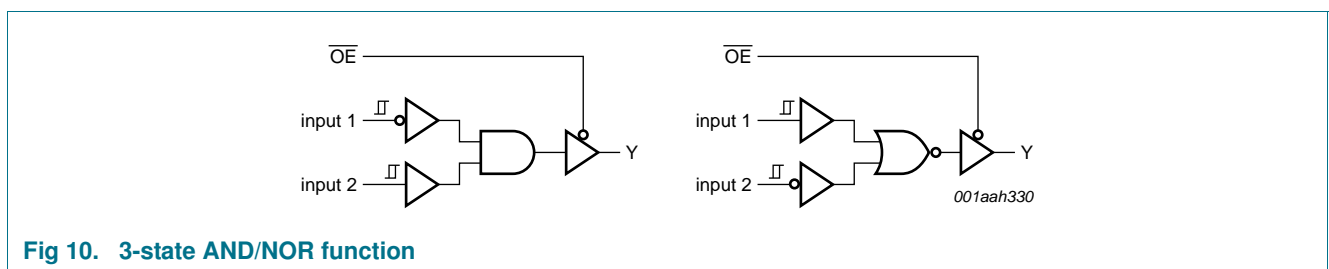 OE
input 1
input 2
Y
OE
input 1
input 2
Y
001aah330
Fig 10. 3-state AND/NOR function